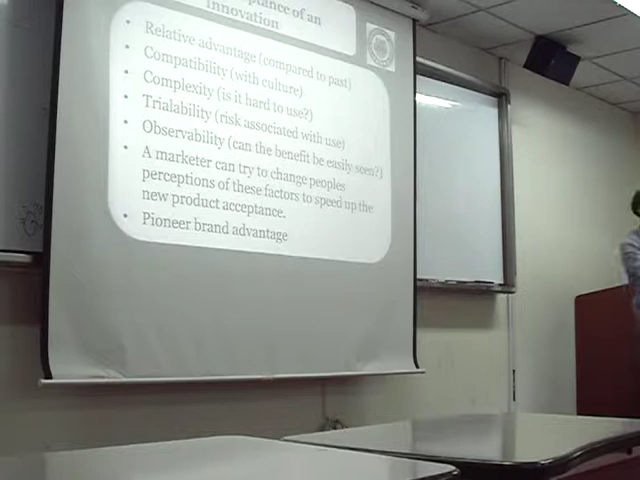 of an
innovation
• Relative advantage (compared to past)
• Compatibility (with culture)
• Complexity (is it hard to use?)
• Trialability (risk associated with use)
• Observability (can the benefit be easily seen?)
• A marketer can try to change peoples
perceptions of these factors to speed up the
new product acceptance.
• Pioneer brand advantage